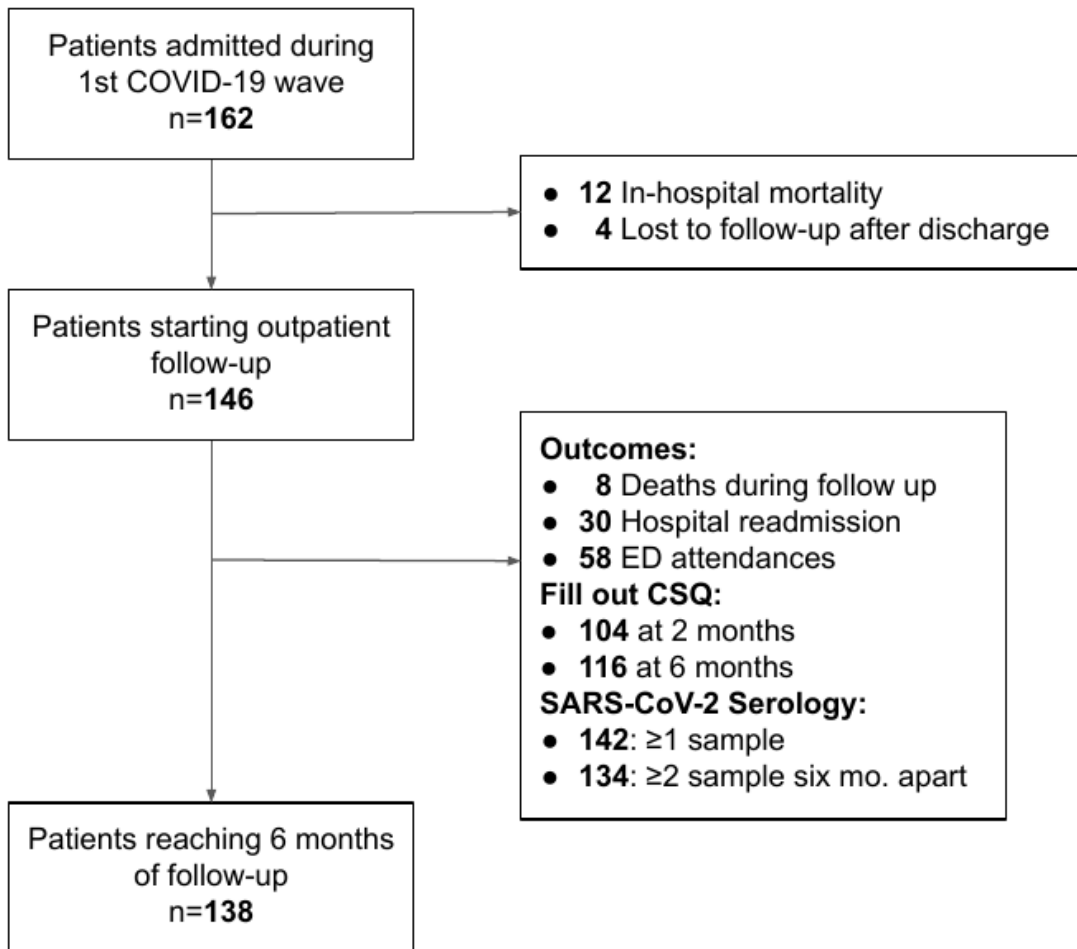 Patients admitted during
1st COVID-19 wave
n=162
● 12 In-hospital mortality
● 4 Lost to follow-up after discharge
Patients starting outpatient
follow-up
n=146
Outcomes:
● 8 Deaths during follow up
● 30 Hospital readmission
● 58 ED attendances
Fill out CSQ:
● 104 at 2 months
● 116 at 6 months
SARS-CoV-2 Serology:
● 142: ≥1 sample
● 134: ≥2 sample six mo. apart
Patients reaching 6 months
of follow-up
n=138